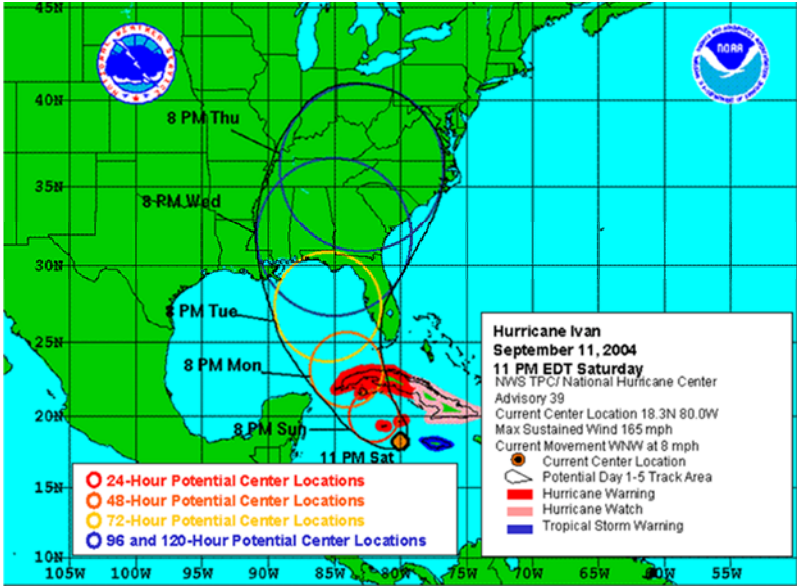 45N
NOAA
40N
8 PM Thu
35N
8 PM Wed
30N
8 PM Tue
25N
8 PM Mon
20N
8 PM Sun
11 PM Sat
15N
10N
105W 100W 95W 90W 85W 80W 75W 70W 65W 60W 55W
Hurricane Ivan
September 11, 2004
11 PM EDT Saturday
NWS TPC/ National Hurricane Center
Advisory 39
Current Center Location 18.3N 80.0W
Max Sustained Wind 165 mph
Current Movement WNW at 8 mph
Current Center Location
Potential Day 1-5 Track Area
Hurricane Warning
Hurricane Watch
Tropical Storm Warning
24-Hour Potential Center Locations
48-Hour Potential Center Locations
72-Hour Potential Center Locations
96 and 120-Hour Potential Center Locations